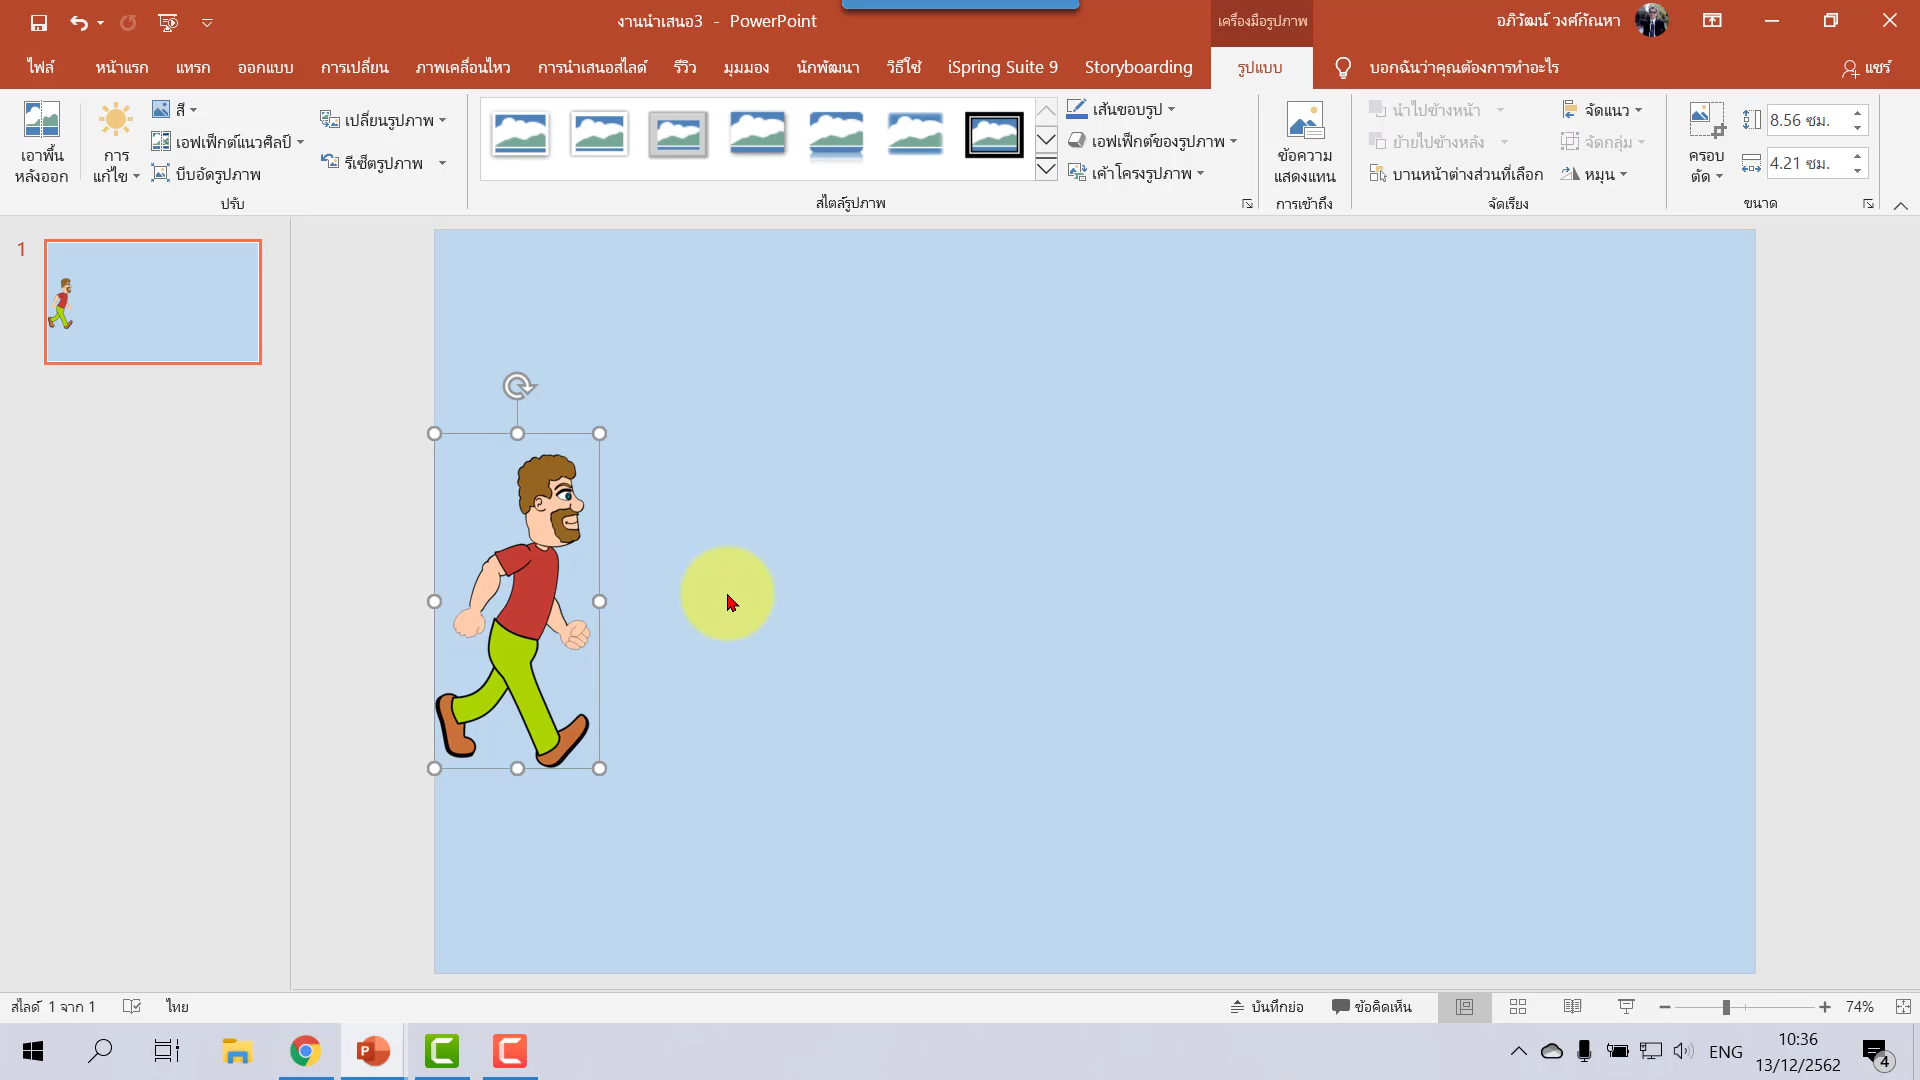 งานนำเสนอ3 - PowerPoint
เครื่องมือรูปภาพ
อภิวัฒน์ วงศ์กัณหา
ไฟล์ หน้าแรก แทรก ออกแบบ การเปลี่ยน ภาพเคลื่อนไหว การนำเสนอสไลด์ รีวิว มุมมอง นักพัฒนา วิธีใช้ iSpring Suite 9 Storyboarding รูปแบบ บอกฉันว่าคุณต้องการทำอะไร แชร์
เอาพื้น
หลังออก
การ
แก้ไข
สี
เอฟเฟ็กต์แนวศิลป์
บีบอัดรูปภาพ
เปลี่ยนรูปภาพ
รีเซ็ตรูปภาพ
ปรับ
เส้นขอบรูป
เอฟเฟ็กต์ของรูปภาพ
เค้าโครงรูปภาพ
สไตล์รูปภาพ
ข้อความ
แสดงแทน
การเข้าถึง
นำไปข้างหน้า
ย้ายไปข้างหลัง
บานหน้าต่างส่วนที่เลือก
จัดแนว
จัดกลุ่ม
หมุน
จัดเรียง
ครอบ
ตัด
8.56 ซม.
4.21 ซม.
ขนาด
1
สไลด์ 1 จาก 1
ไทย
บันทึกย่อ
ข้อคิดเห็น
74%
ENG
10:36
13/12/2562
4